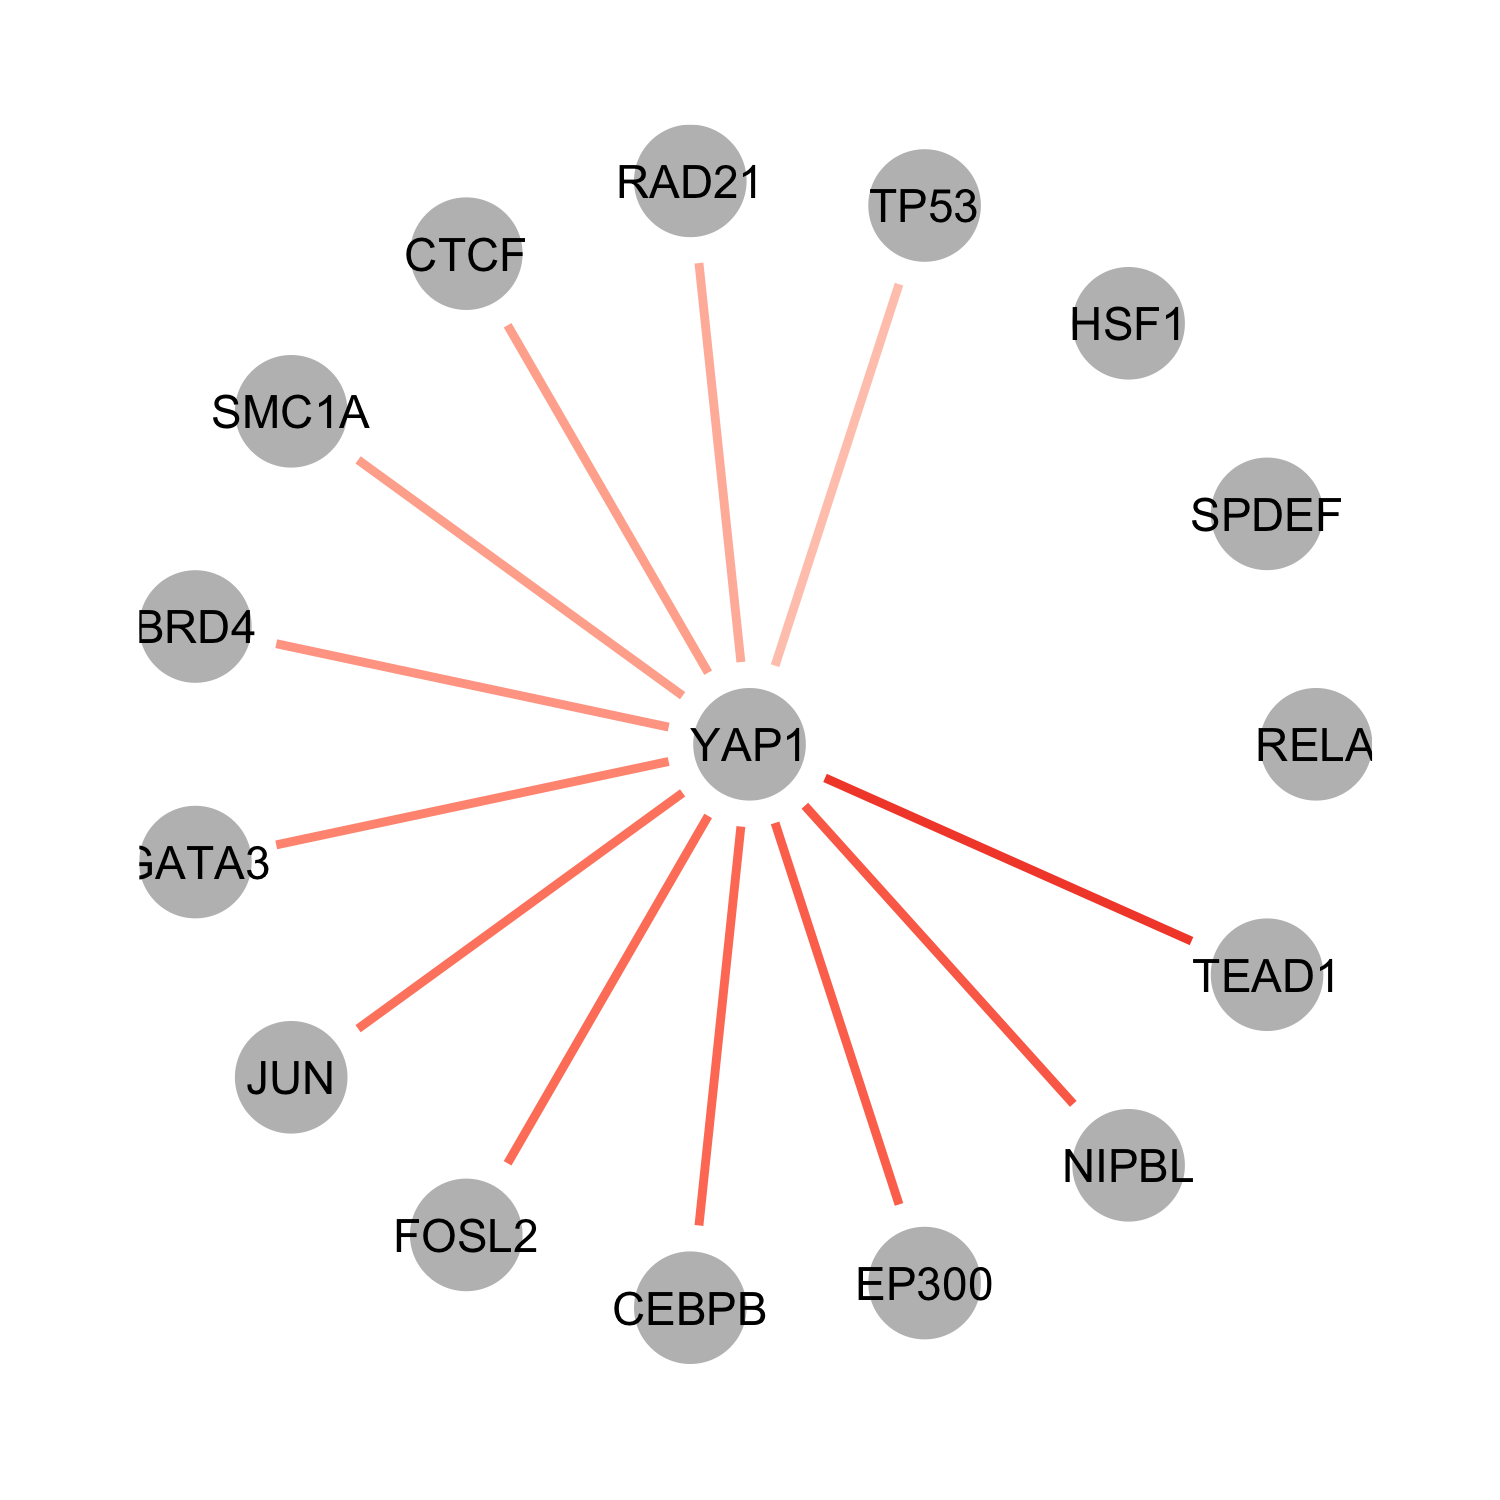 RAD21
TP53
CTCF
HSF1
SMC1A
SPDEF
BRD4
YAP1
RELA
GATA3
TEAD1
JUN
NIPBL
FOSL2
EP300
CEBPB